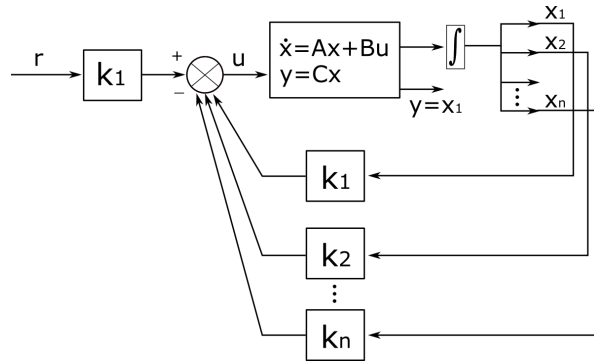 r
k1
+
−
u
ẋ=Ax+Bu
y=Cx
∫
y=x1
x1
x2
⋮
xn
k1
k2
⋮
kn